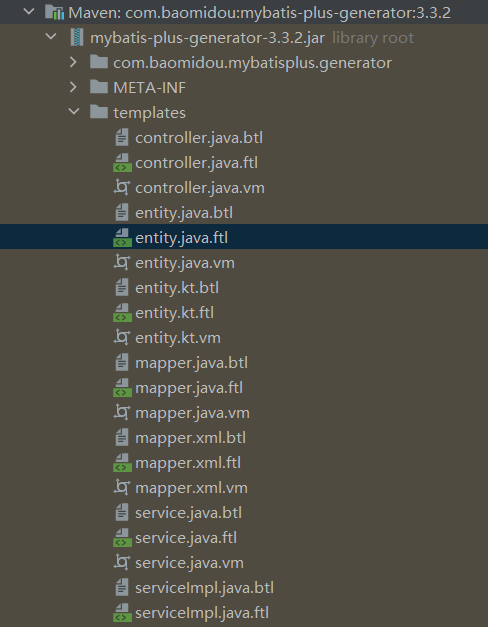 Maven: com.baomidou:mybatis-plus-generator:3.3.2
mybatis-plus-generator-3.3.2.jar library root
com.baomidou.mybatisplus.generator
META-INF
templates
controller.java.btl
controller.java.ftl
controller.java.vm
entity.java.btl
entity.java.ftl
entity.java.vm
entity.kt.btl
entity.kt.ftl
entity.kt.vm
mapper.java.btl
mapper.java.ftl
mapper.java.vm
mapper.xml.btl
mapper.xml.ftl
mapper.xml.vm
service.java.btl
service.java.ftl
service.java.vm
serviceImpl.java.btl
serviceImpl.java.ftl